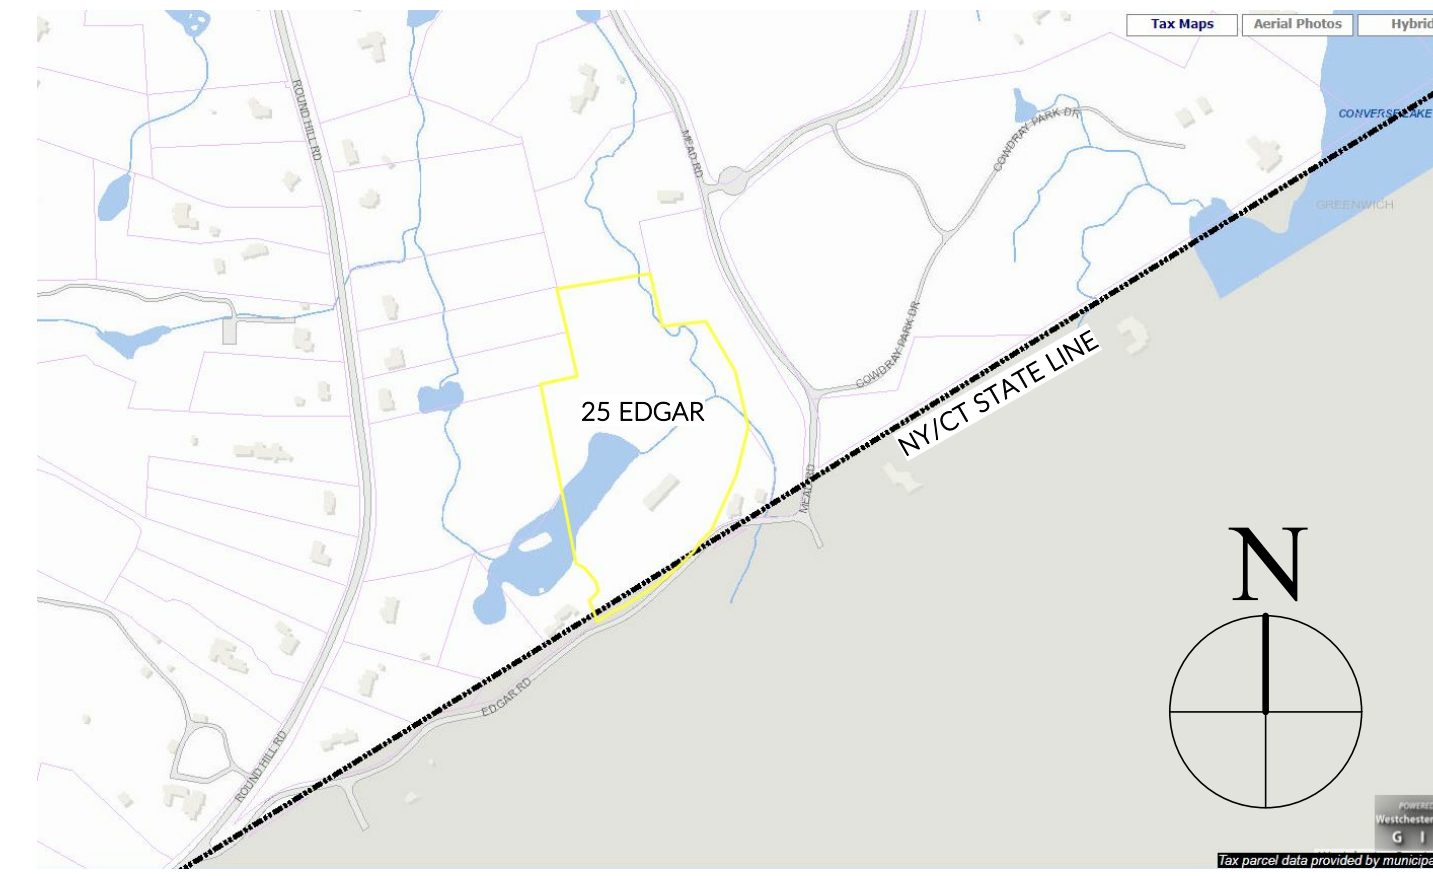 Tax Maps
Aerial Photos
Hybrid
ROUND HILL RD
MEAD RD
COWDRAY PARK DR
CONVERSE LAKE
GREENWICH
COWDRAY PARK DR
NY/CT STATE LINE
25 EDGAR
MEAD RD
EDGAR RD
ROUND HILL RD
N
POWERED
Westchester
G I
Tax parcel data provided by municipa